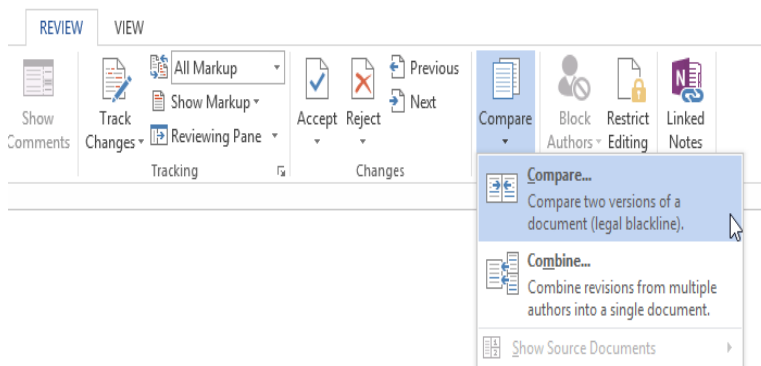 REVIEW VIEW
Show
Comments
Track
Changes
All Markup
Show Markup
Reviewing Pane
Tracking
Accept Reject
Previous
Next
Changes
Compare
Block
Authors
Restrict
Editing
Linked
Notes
N
Compare...
Compare two versions of a
document (legal blackline).
Combine...
Combine revisions from multiple
authors into a single document.
1
2
Show Source Documents